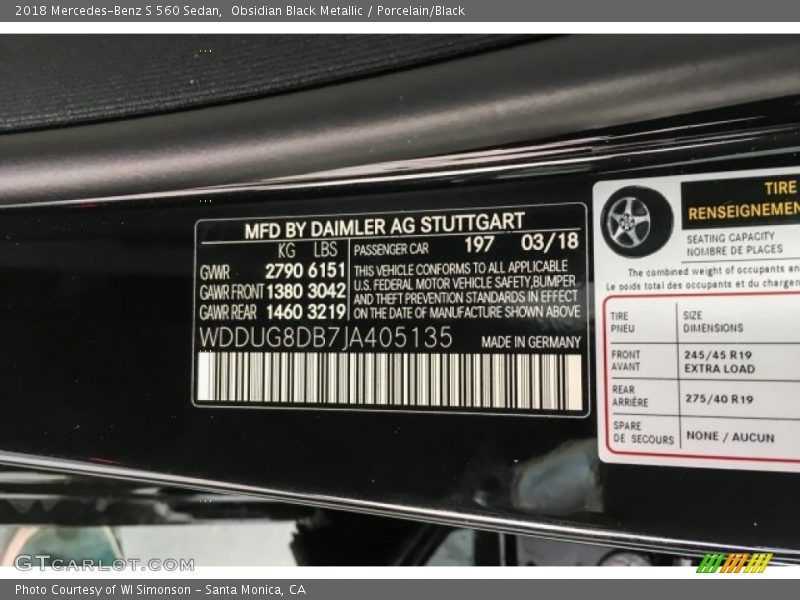 2018 Mercedes-Benz S 560 Sedan,  Obsidian Black Metallic / Porcelain/Black
MFD BY DAIMLER AG STUTTGART
KG LBS
GVWR 2790 6151
GAWR FRONT 1380 3042
GAWR REAR 1460 3219
PASSENGER CAR 197 03/18
THIS VEHICLE CONFORMS TO ALL APPLICABLE
U.S. FEDERAL MOTOR VEHICLE SAFETY,BUMPER
AND THEFT PREVENTION STANDARDS IN EFFECT
ON THE DATE OF MANUFACTURE SHOWN ABOVE
WDDUG8DB7JA405135 MADE IN GERMANY
TIRE
RENSEIGNEMEN
SEATING CAPACITY
NOMBRE DE PLACES
The combined weight of occupants an
Le poids total des occupants et du charge
TIRE SIZE
PNEU DIMENSIONS
FRONT 245/45 R19
AVANT EXTRA LOAD
REAR
ARRIÈRE 275/40 R19
SPARE
DE SECOURS NONE / AUCUN
GTCARLOT.COM
Photo Courtesy of WI Simonson - Santa Monica, CA